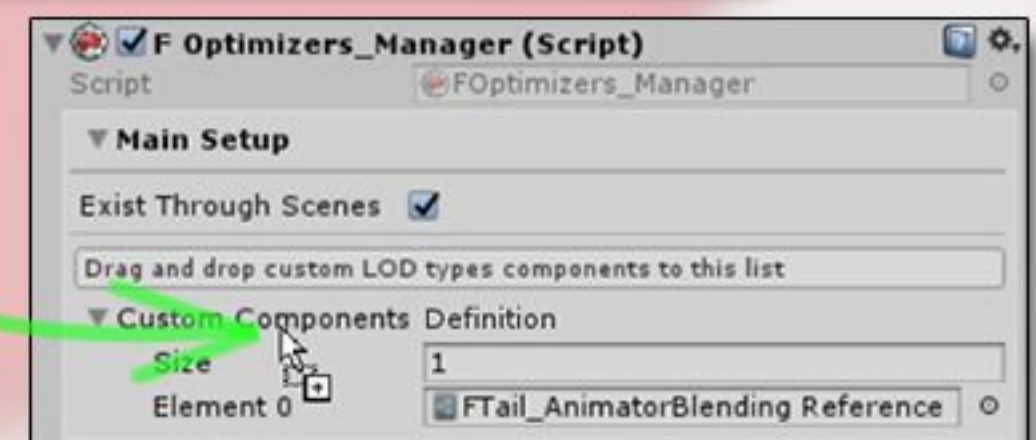 F Optimizers_Manager (Script)
Script FOptimizers_Manager
Main Setup
Exist Through Scenes
Drag and drop custom LOD types components to this list
Custom Components Definition
Size 1
Element 0 FTail_AnimatorBlending Reference